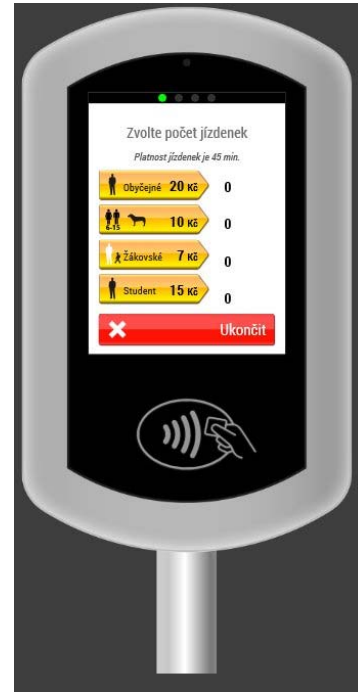 Zvolte počet jízdenek
Platnost jízdenek je 45 min.
Obyčejné 20 Kč 0
6-15 10 Kč 0
Žákovské 7 Kč 0
Student 15 Kč 0
Ukončit